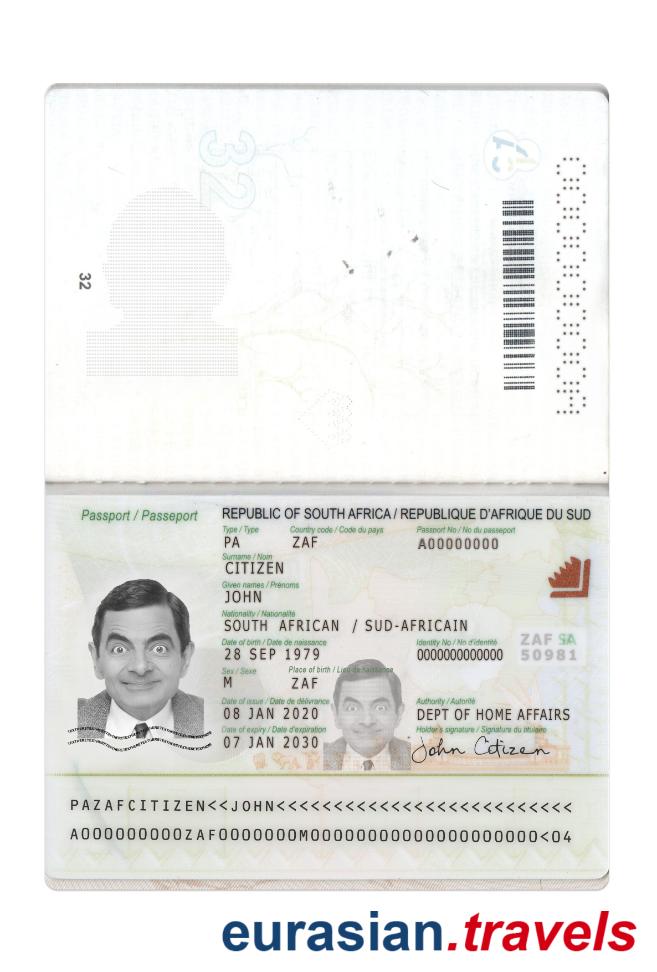 32
32
Passport / Passeport
REPUBLIC OF SOUTH AFRICA / REPUBLIQUE D'AFRIQUE DU SUD
Type / Type Country code / Code du pays Passport No / No du passeport
PA ZAF A00000000
Surname / Nom
CITIZEN
Given names / Prénoms
JOHN
Nationality / Nationalité
SOUTH AFRICAN / SUD-AFRICAIN
Date of birth / Date de naissance Identity No / No d'identité
28 SEP 1979 0000000000000
ZAF SA
50981
Sex / Sexe Place of birth / Lieu de naissance
M ZAF
Date of issue / Date de délivrance Authority / Autorité
08 JAN 2020 DEPT OF HOME AFFAIRS
Date of expiry / Date d'expiration Holder's signature / Signature du titulaire
07 JAN 2030 John Citizen
PAZAFCITIZEN<<JOHN<<<<<<<<<<<<<<<<<<<<<<<<<<
A000000000ZAF0000000M00000000000000000000<04
eurasian.travels